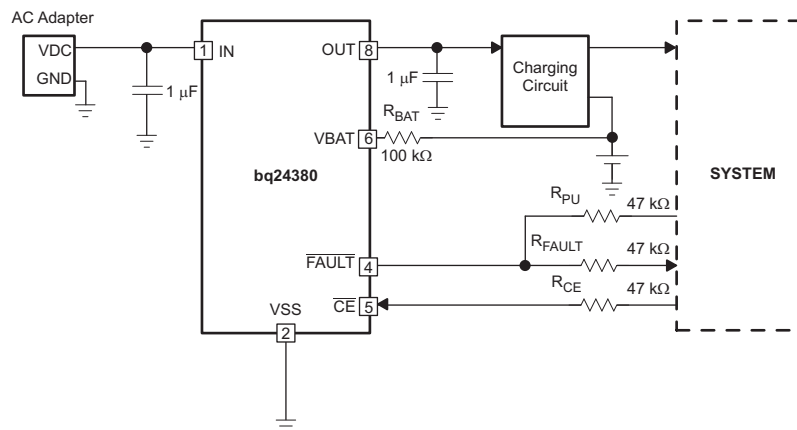 AC Adapter
VDC
GND
1 μF
1
IN
OUT
8
1 μF
Charging
Circuit
R_BAT
VBAT
6
100 kΩ
bq24380
SYSTEM
R_PU
47 kΩ
R_FAULT
47 kΩ
FAULT
4
R_CE
47 kΩ
CE
5
VSS
2